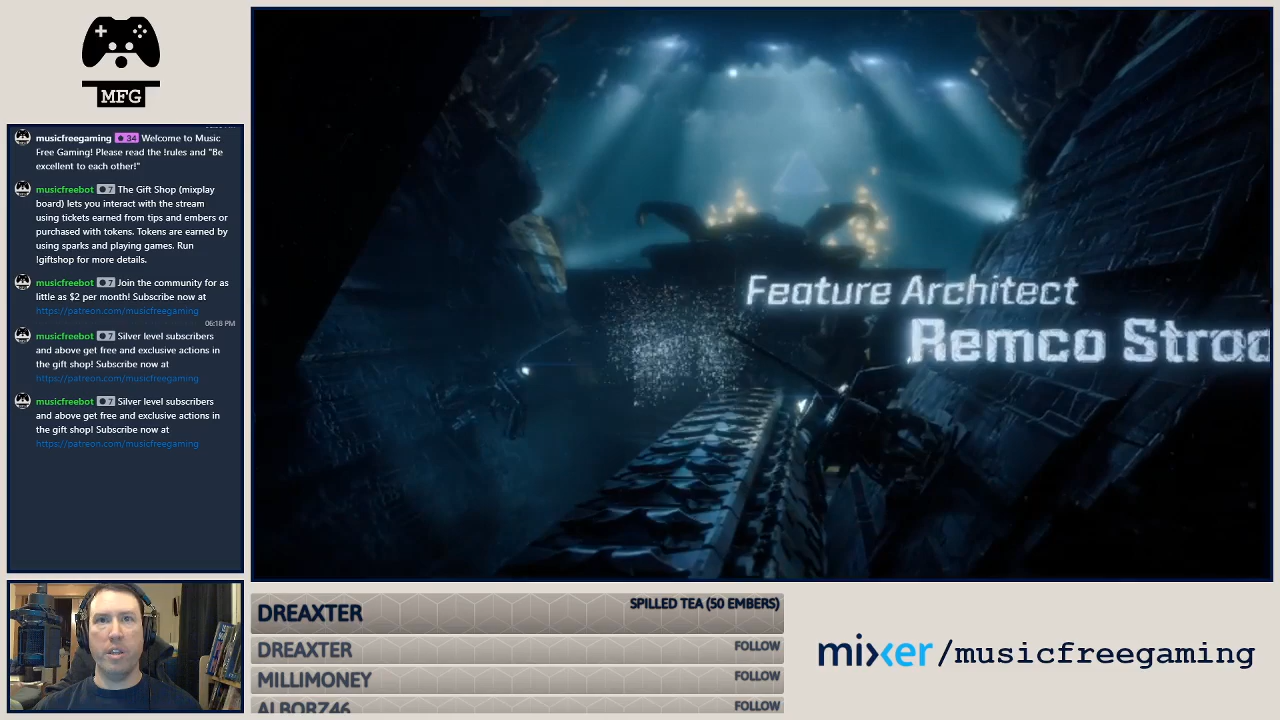 MFG
musicfreegaming 34 Welcome to Music
Free Gaming! Please read the !rules and "Be
excellent to each other!"
musicfreebot 7 The Gift Shop (mixplay
board) lets you interact with the stream
using tickets earned from tips and embers or
purchased with tokens. Tokens are earned by
using sparks and playing games. Run
!giftshop for more details.
musicfreebot 7 Join the community for as
little as $2 per month! Subscribe now at
https://patreon.com/musicfreegaming
06:18 PM
musicfreebot 7 Silver level subscribers
and above get free and exclusive actions in
the gift shop! Subscribe now at
https://patreon.com/musicfreegaming
musicfreebot 7 Silver level subscribers
and above get free and exclusive actions in
the gift shop! Subscribe now at
https://patreon.com/musicfreegaming
Feature Architect
Remco
DREAXTER SPILLED TEA (50 EMBERS)
DREAXTER FOLLOW
MILLIMONEY FOLLOW
ALBORZ46 FOLLOW
mixer/musicfreegaming